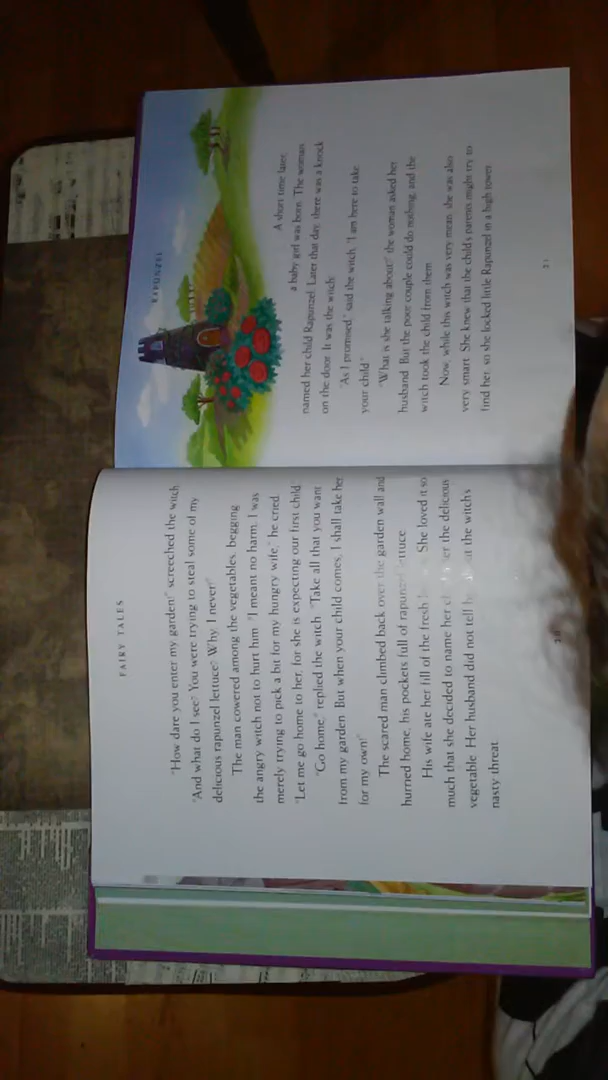 FAIRY TALES
"How dare you enter my garden!" screeched the witch.
"And what do I see? You were trying to steal some of my
delicious rapunzel lettuce? Why, I never!"
The man cowered among the vegetables, begging
the angry witch not to hurt him. "I meant no harm. I was
merely trying to pick a bit for my hungry wife," he cried.
"Let me go home to her, for she is expecting our first child."
"Go home," replied the witch. "Take all that you want
from my garden. But when your child comes, I shall take her
for my own!"
The scared man climbed back over the garden wall and
hurried home, his pockets full of rapunzel lettuce.
His wife ate her fill of the fresh She loved it so
much that she decided to name her the delicious
vegetable. Her husband did not tell the witch's
nasty threat.
20
RAPUNZEL
A short time later,
a baby girl was born. The woman
named her child Rapunzel. Later that day, there was a knock
on the door. It was the witch.
"As I promised," said the witch, "I am here to take
your child."
"What is she talking about?" the woman asked her
husband. But the poor couple could do nothing, and the
witch took the child from them.
Now, while this witch was very mean, she was also
very smart. She knew that the child's parents might try to
find her, so she locked little Rapunzel in a high tower.
21